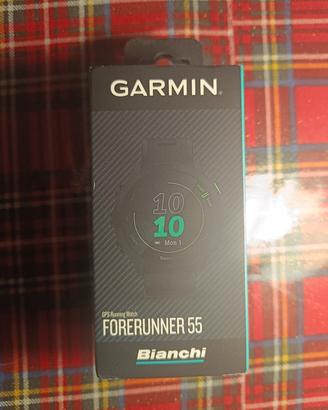 GARMIN®
10
10
Mon 1
GPS Running Watch
FORERUNNER 55
Bianchi